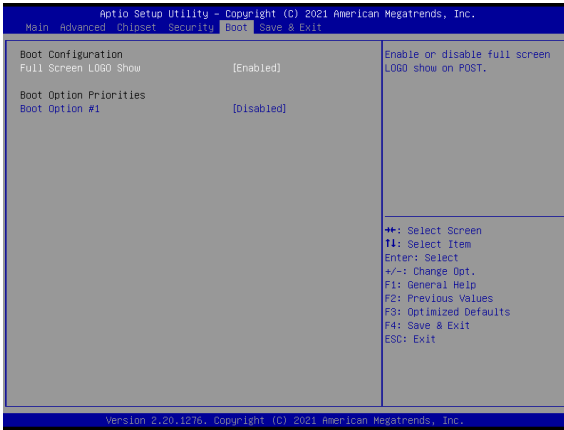 Aptio Setup Utility – Copyright (C) 2021 American Megatrends, Inc.
Main Advanced Chipset Security Boot Save & Exit
Boot Configuration
Full Screen LOGO Show [Enabled]
Boot Option Priorities
Boot Option #1 [Disabled]
Enable or disable full screen
LOGO show on POST.
→←: Select Screen
↑↓: Select Item
Enter: Select
+/-: Change Opt.
F1: General Help
F2: Previous Values
F3: Optimized Defaults
F4: Save & Exit
ESC: Exit
Version 2.20.1276. Copyright (C) 2021 American Megatrends, Inc.